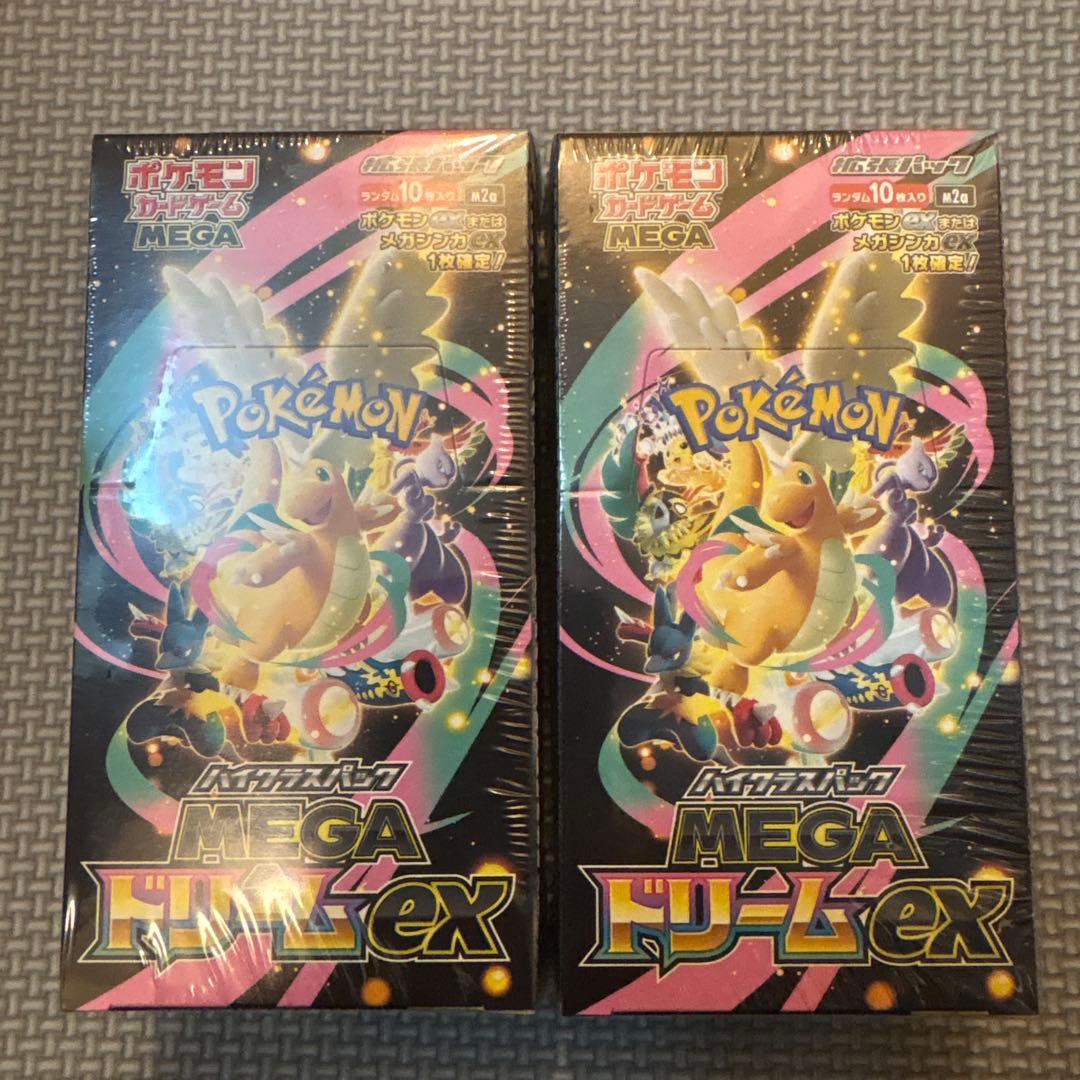 ポケモン
カードゲーム
MEGA
拡張パック
ランダム10枚入り M2a
ポケモンexまたは
メガシンカex
1枚確定!
POKéMON
ハイクラスパック
MEGA
ドリームex
ポケモン
カードゲーム
MEGA
拡張パック
ランダム10枚入り M2a
ポケモンexまたは
メガシンカex
1枚確定!
POKéMON
ハイクラスパック
MEGA
ドリームex